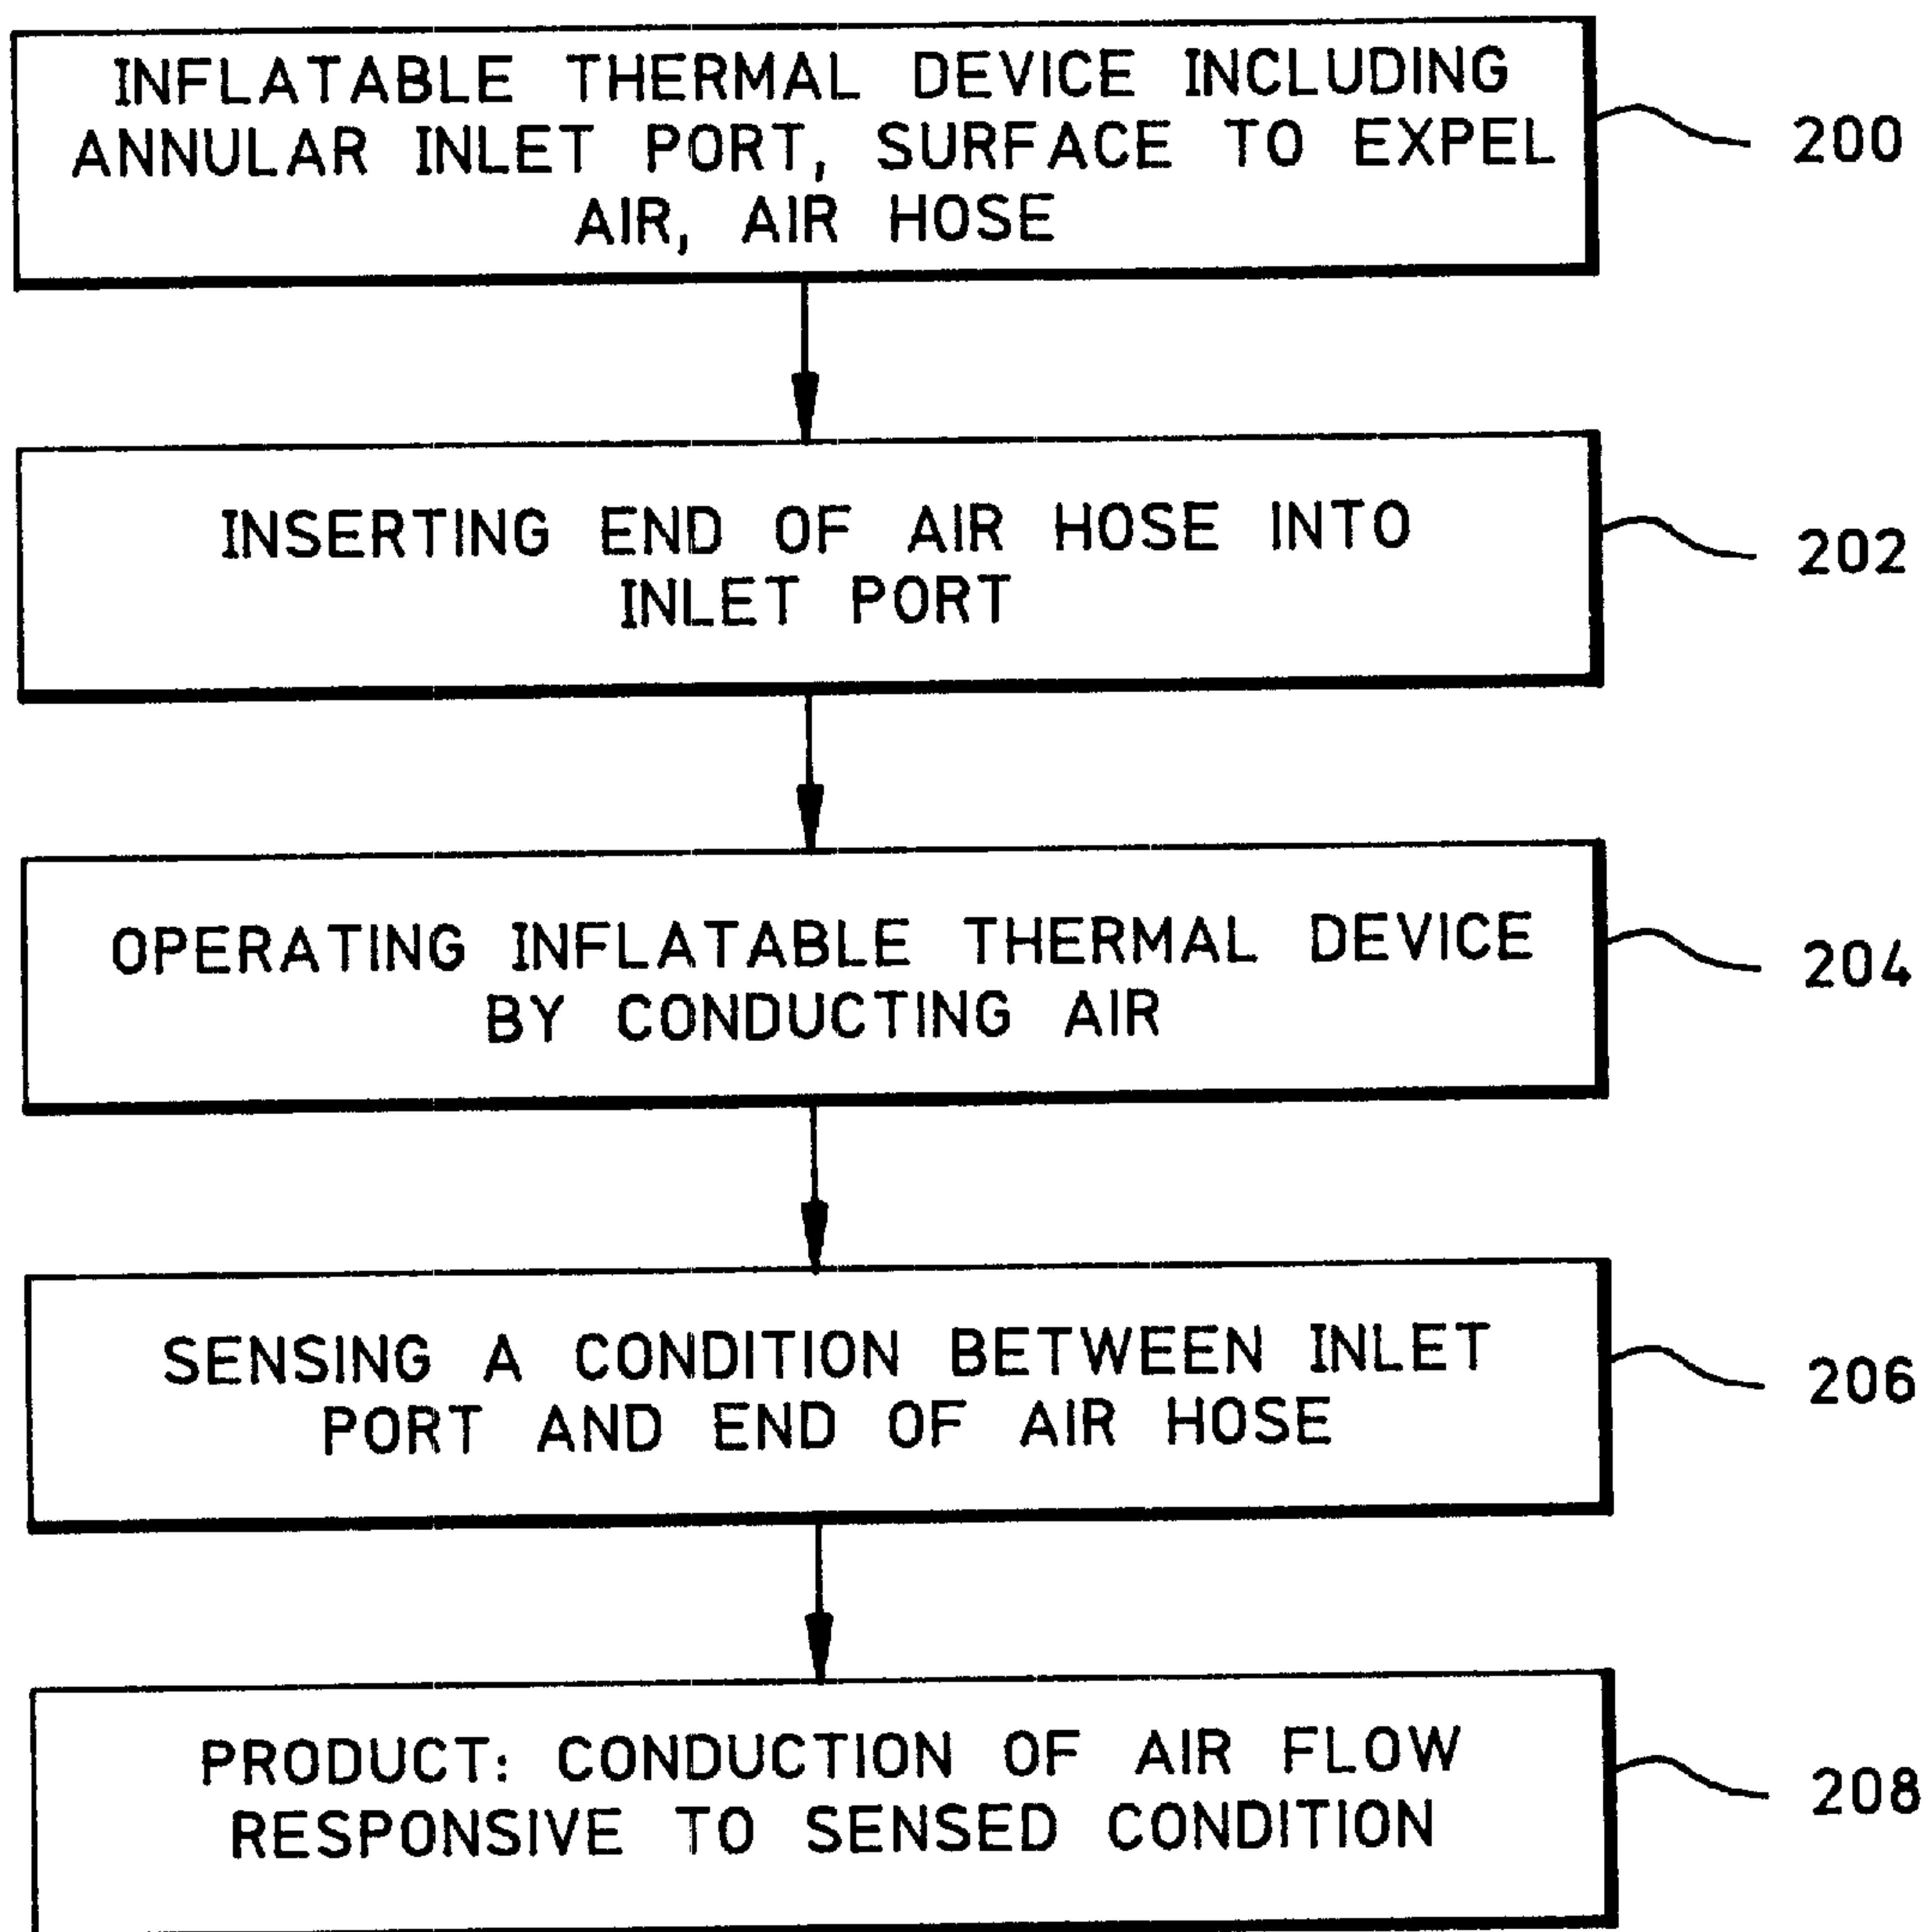 INFLATABLE THERMAL DEVICE INCLUDING
ANNULAR INLET PORT, SURFACE TO EXPEL
AIR, AIR HOSE
200
INSERTING END OF AIR HOSE INTO
INLET PORT
202
OPERATING INFLATABLE THERMAL DEVICE
BY CONDUCTING AIR
204
SENSING A CONDITION BETWEEN INLET
PORT AND END OF AIR HOSE
206
PRODUCT: CONDUCTION OF AIR FLOW
RESPONSIVE TO SENSED CONDITION
208